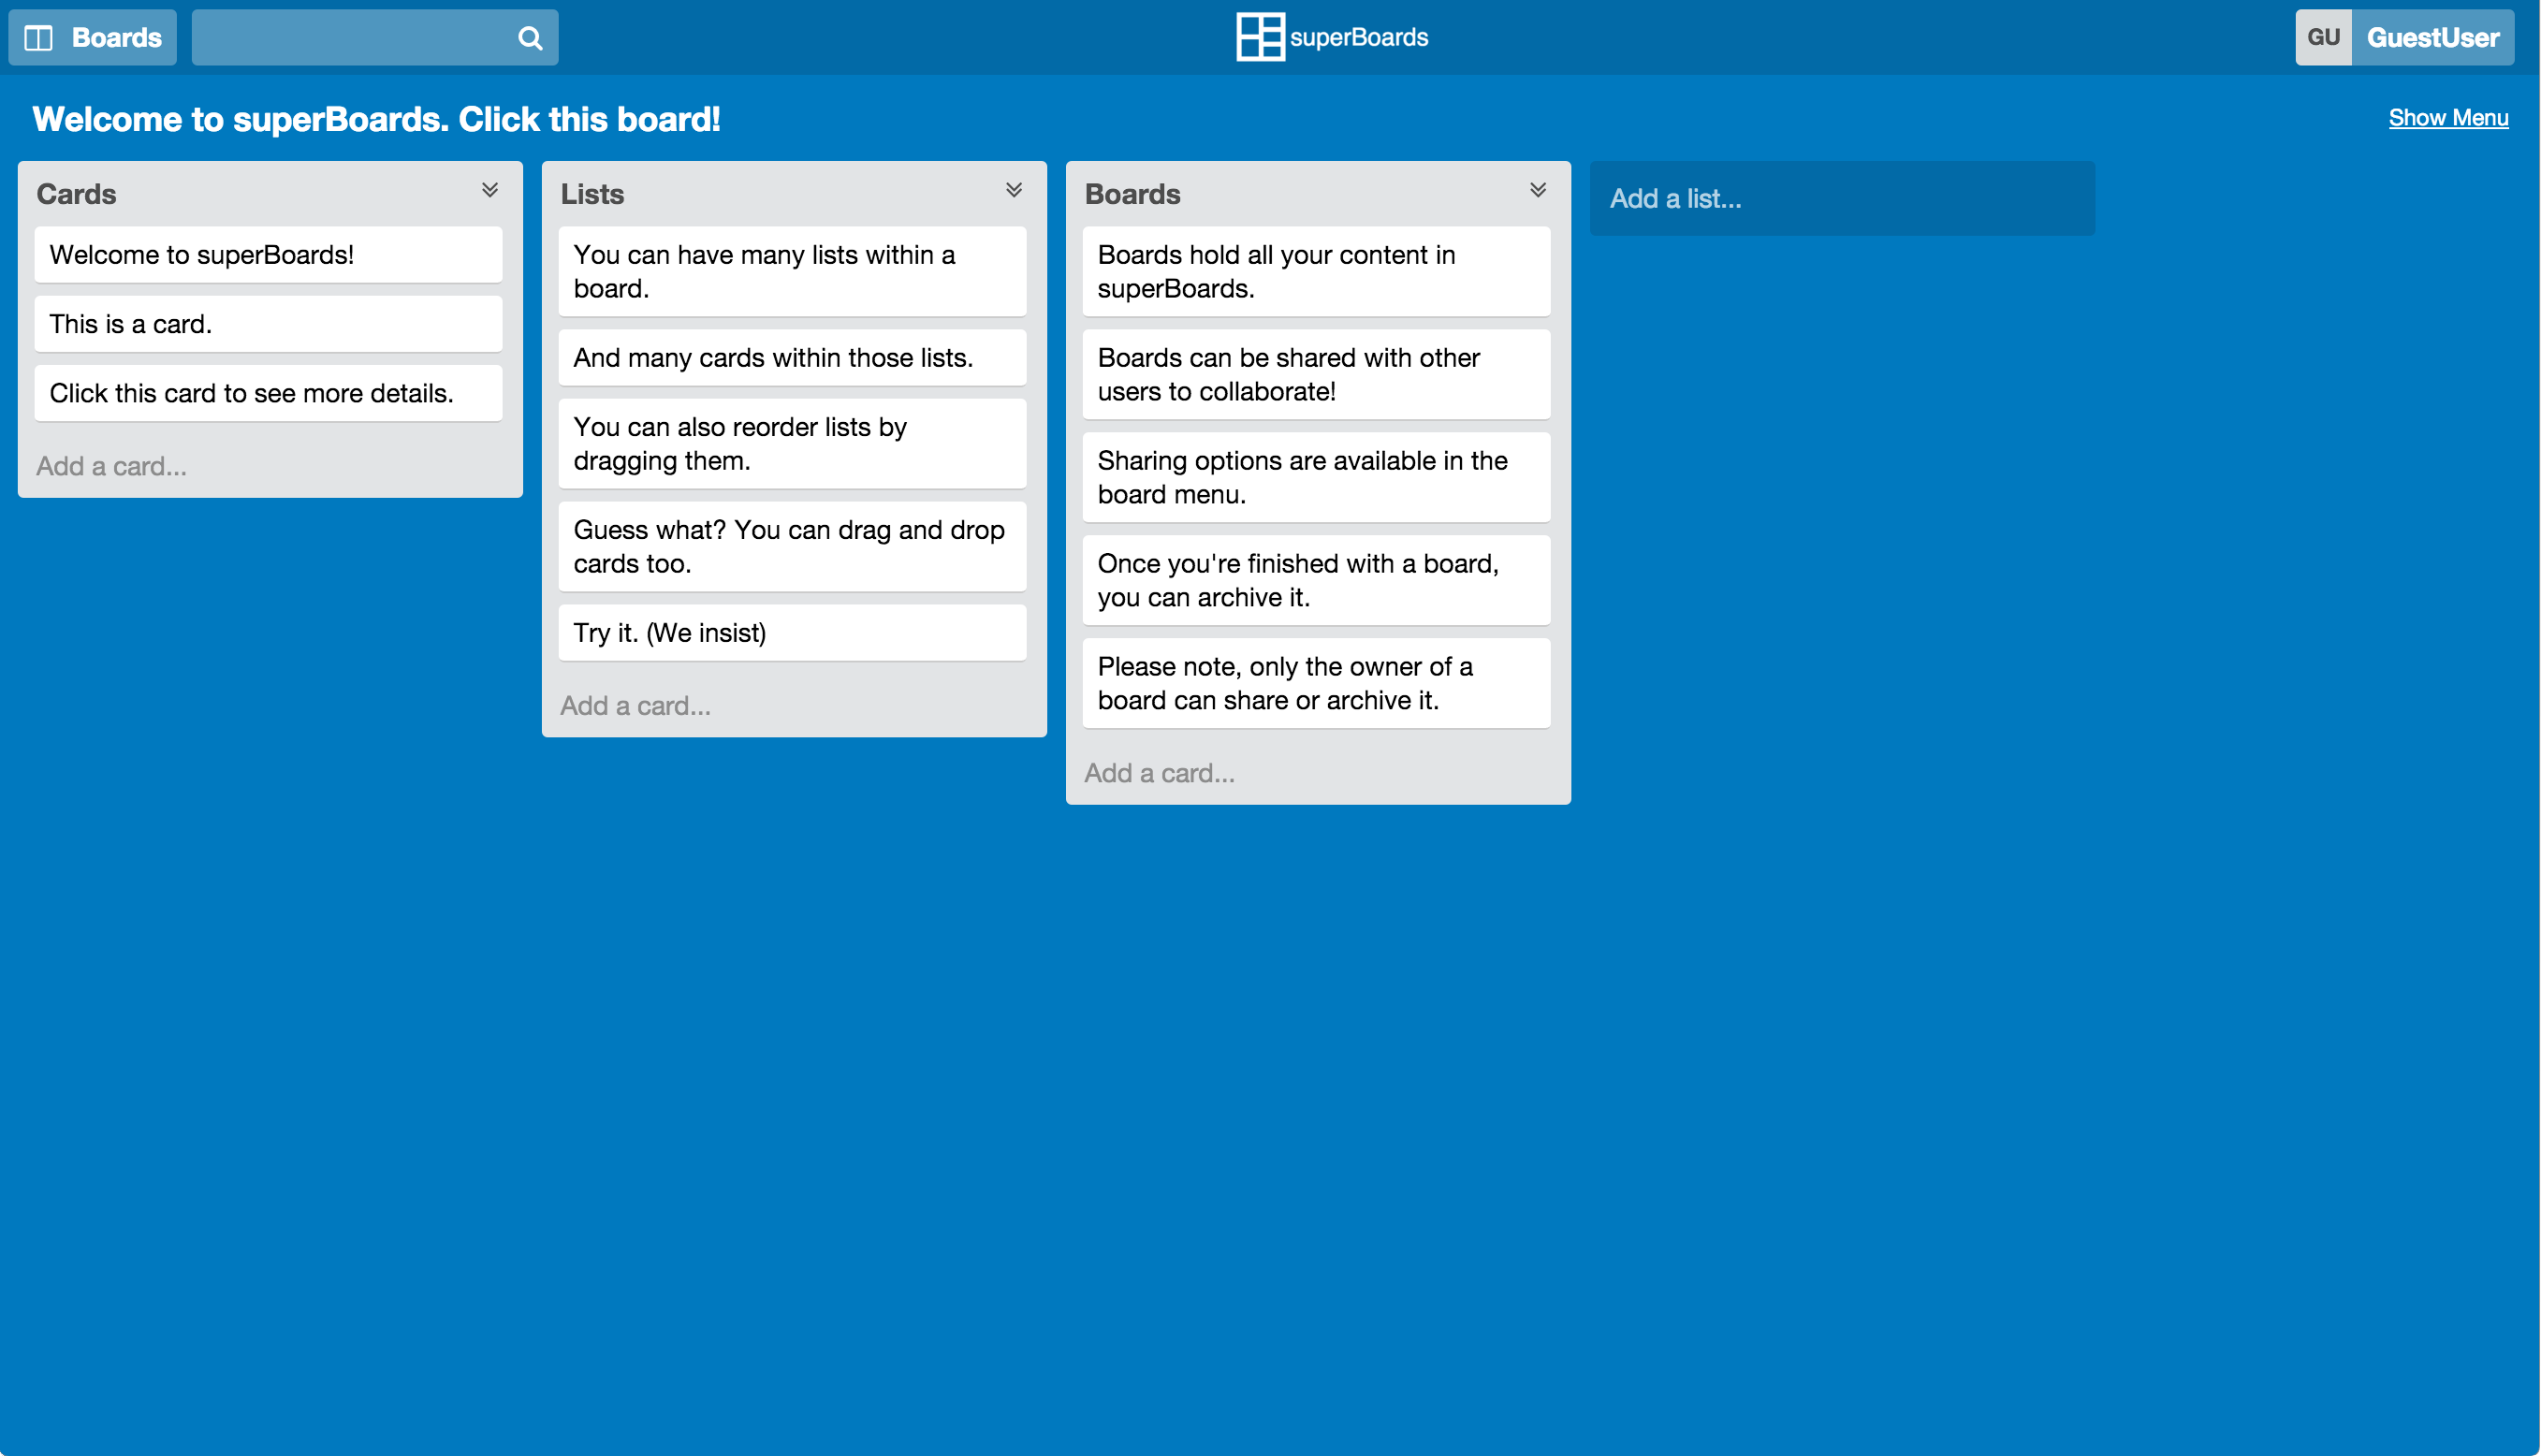 Boards
superBoards
GU
GuestUser
Welcome to superBoards. Click this board!
Show Menu
Cards
Welcome to superBoards!
This is a card.
Click this card to see more details.
Add a card...
Lists
You can have many lists within a
board.
And many cards within those lists.
You can also reorder lists by
dragging them.
Guess what? You can drag and drop
cards too.
Try it. (We insist)
Add a card...
Boards
Boards hold all your content in
superBoards.
Boards can be shared with other
users to collaborate!
Sharing options are available in the
board menu.
Once you're finished with a board,
you can archive it.
Please note, only the owner of a
board can share or archive it.
Add a card...
Add a list...